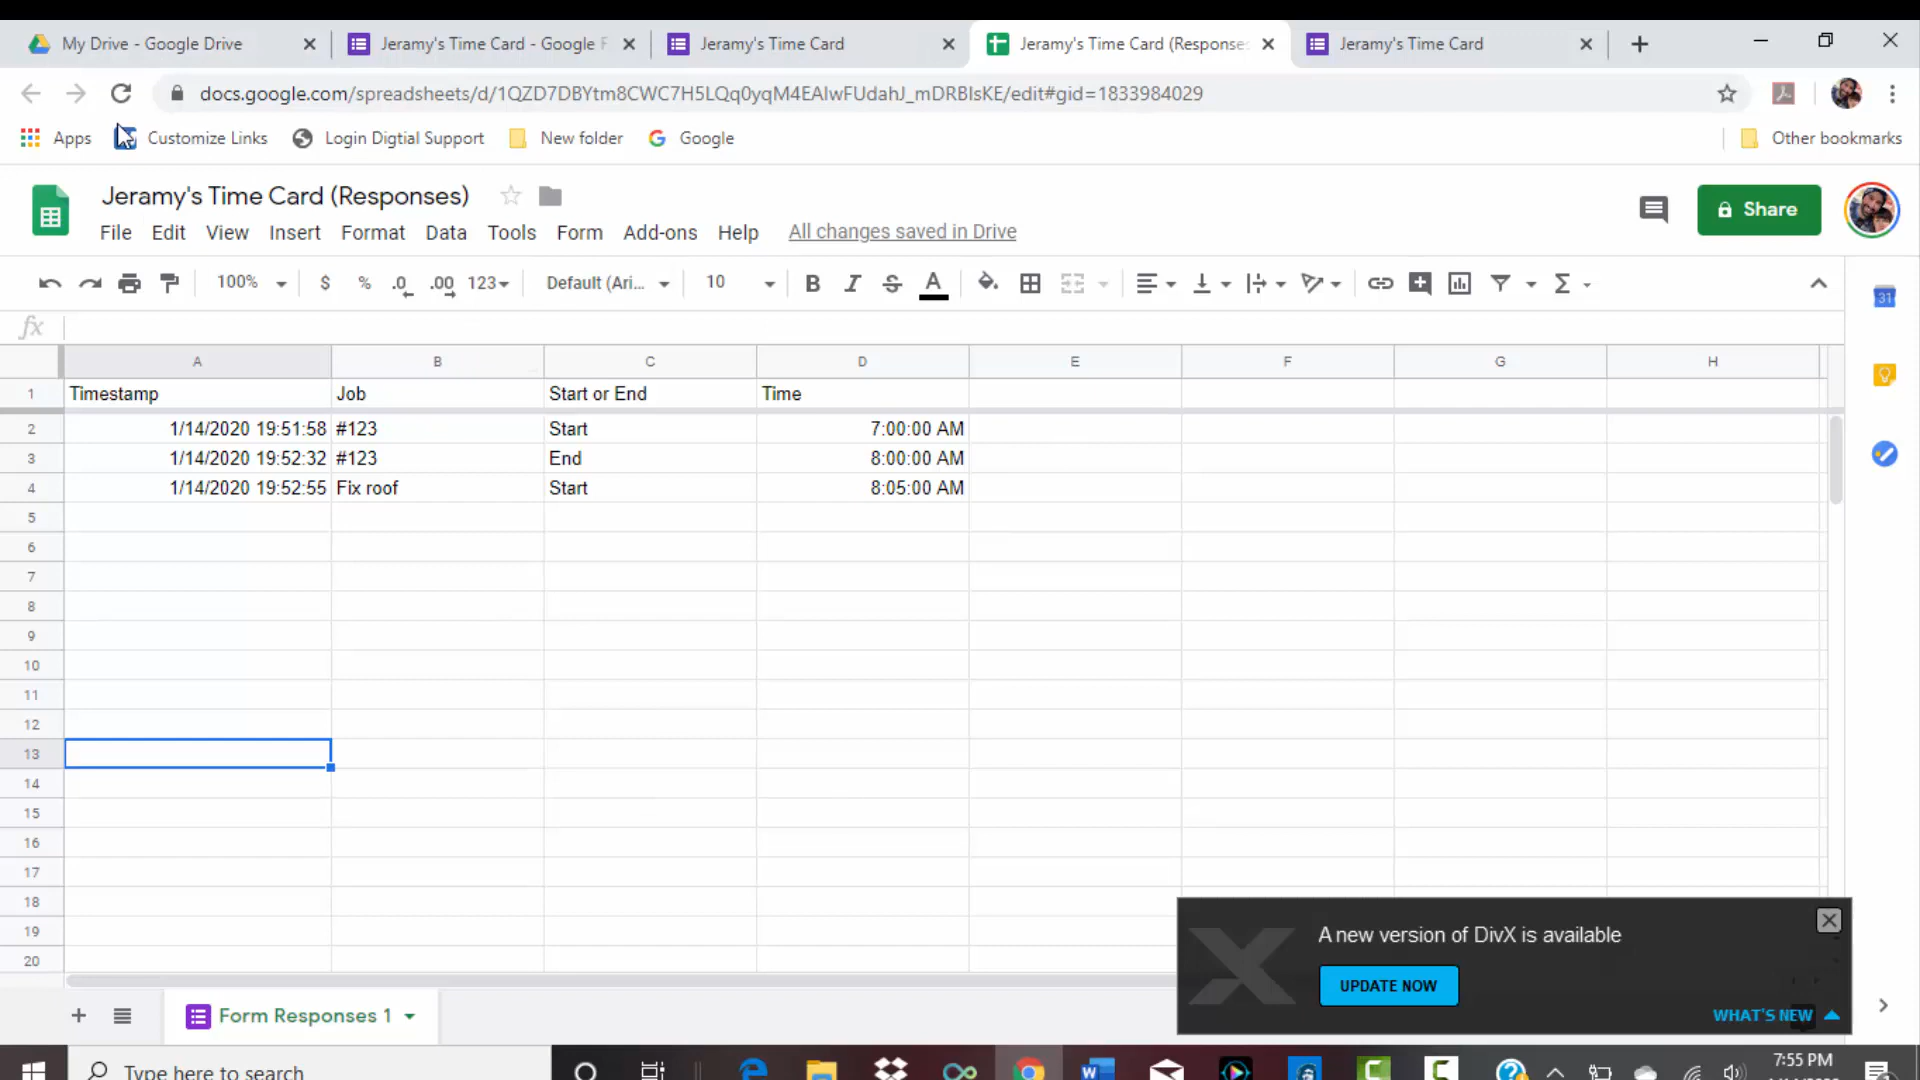 My Drive - Google Drive
Jeramy's Time Card - Google F
Jeramy's Time Card
Jeramy's Time Card (Response
Jeramy's Time Card
docs.google.com/spreadsheets/d/1QZD7DBYtm8CWC7H5LQq0yqM4EAIwFUdahJ_mDRBIsKE/edit#gid=1833984029
Apps Customize Links Login Digtial Support New folder Google Other bookmarks
Jeramy's Time Card (Responses)
Share
File Edit View Insert Format Data Tools Form Add-ons Help All changes saved in Drive
100% $ % .0 .00 123 Default (Ari... 10 B I S A Σ
31
fx
A B C D E F G H
1 Timestamp Job Start or End Time
2 1/14/2020 19:51:58 #123 Start 7:00:00 AM
3 1/14/2020 19:52:32 #123 End 8:00:00 AM
4 1/14/2020 19:52:55 Fix roof Start 8:05:00 AM
5
6
7
8
9
10
11
12
13
14
15
16
17
18
19
20
A new version of DivX is available
UPDATE NOW
WHAT'S NEW
Form Responses 1
Type here to search
7:55 PM